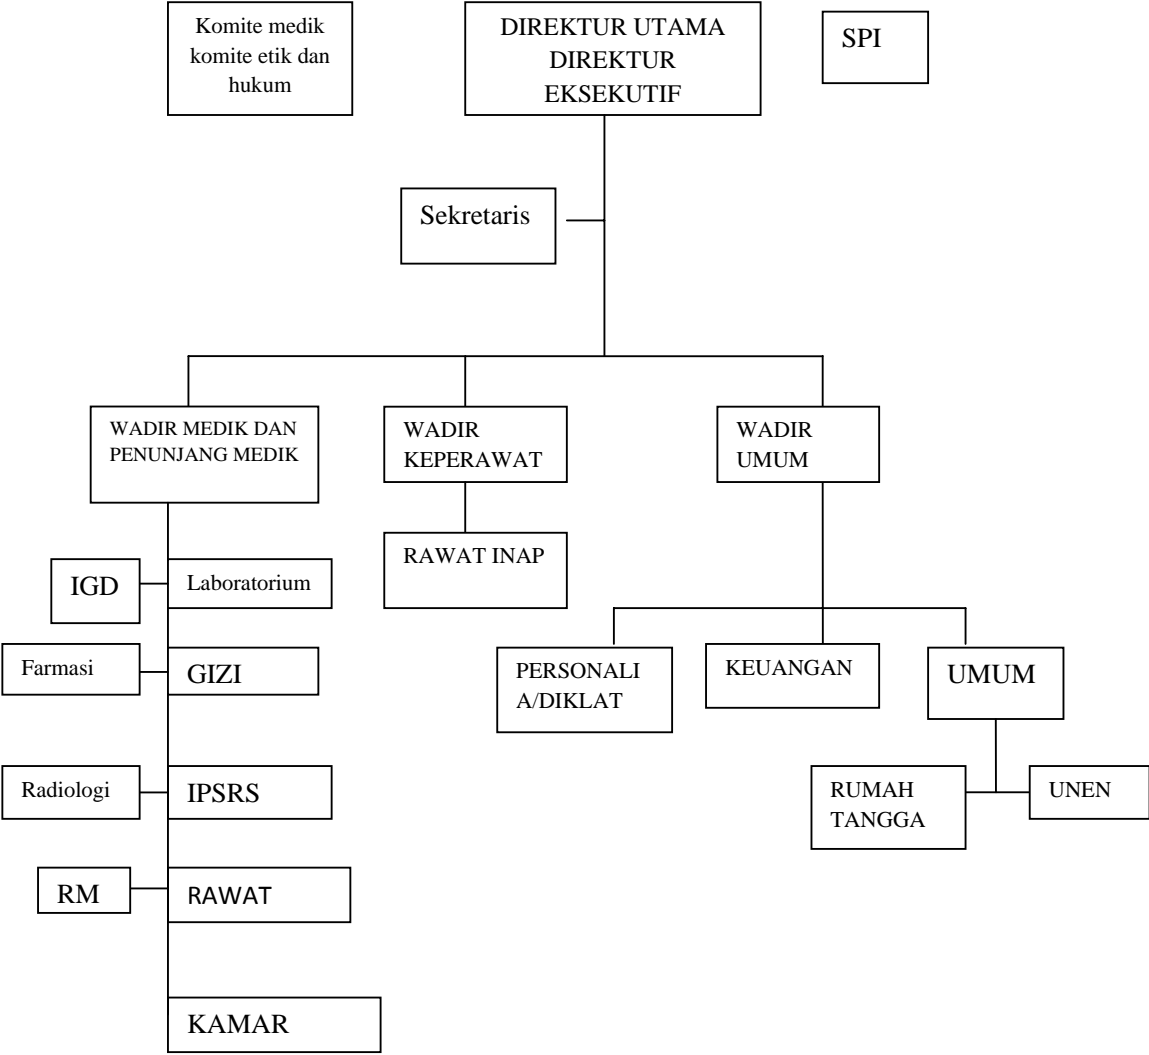 Komite medik
komite etik dan
hukum
DIREKTUR UTAMA
DIREKTUR
EKSEKUTIF
SPI
Sekretaris
WADIR MEDIK DAN
PENUNJANG MEDIK
WADIR
KEPERAWAT
WADIR
UMUM
RAWAT INAP
IGD
Laboratorium
Farmasi
GIZI
PERSONALI
A/DIKLAT
KEUANGAN
UMUM
Radiologi
IPSRS
RUMAH
TANGGA
UNEN
RM
RAWAT
KAMAR